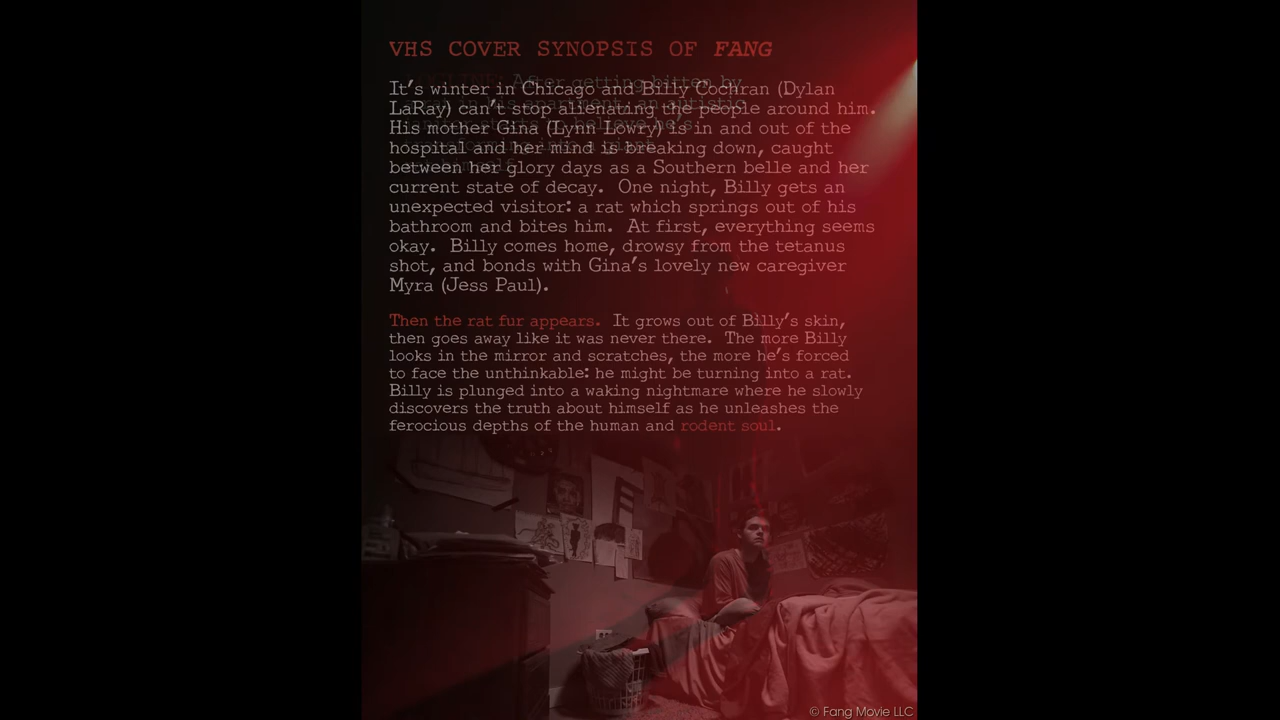 VHS COVER SYNOPSIS OF FANG
After getting bitten by
It's winter in Chicago and Billy Cochran (Dylan
LaRay) can't stop alienating the people around him.
His mother Gina (Lynn Lowry) is in and out of the
hospital and her mind is breaking down, caught
between her glory days as a Southern belle and her
current state of decay.  One night, Billy gets an
unexpected visitor: a rat which springs out of his
bathroom and bites him.  At first, everything seems
okay.  Billy comes home, drowsy from the tetanus
shot, and bonds with Gina's lovely new caregiver
Myra (Jess Paul).
Then the rat fur appears.  It grows out of Billy's skin,
then goes away like it was never there.  The more Billy
looks in the mirror and scratches, the more he's forced
to face the unthinkable: he might be turning into a rat.
Billy is plunged into a waking nightmare where he slowly
discovers the truth about himself as he unleashes the
ferocious depths of the human and rodent soul.
© Fang Movie LLC